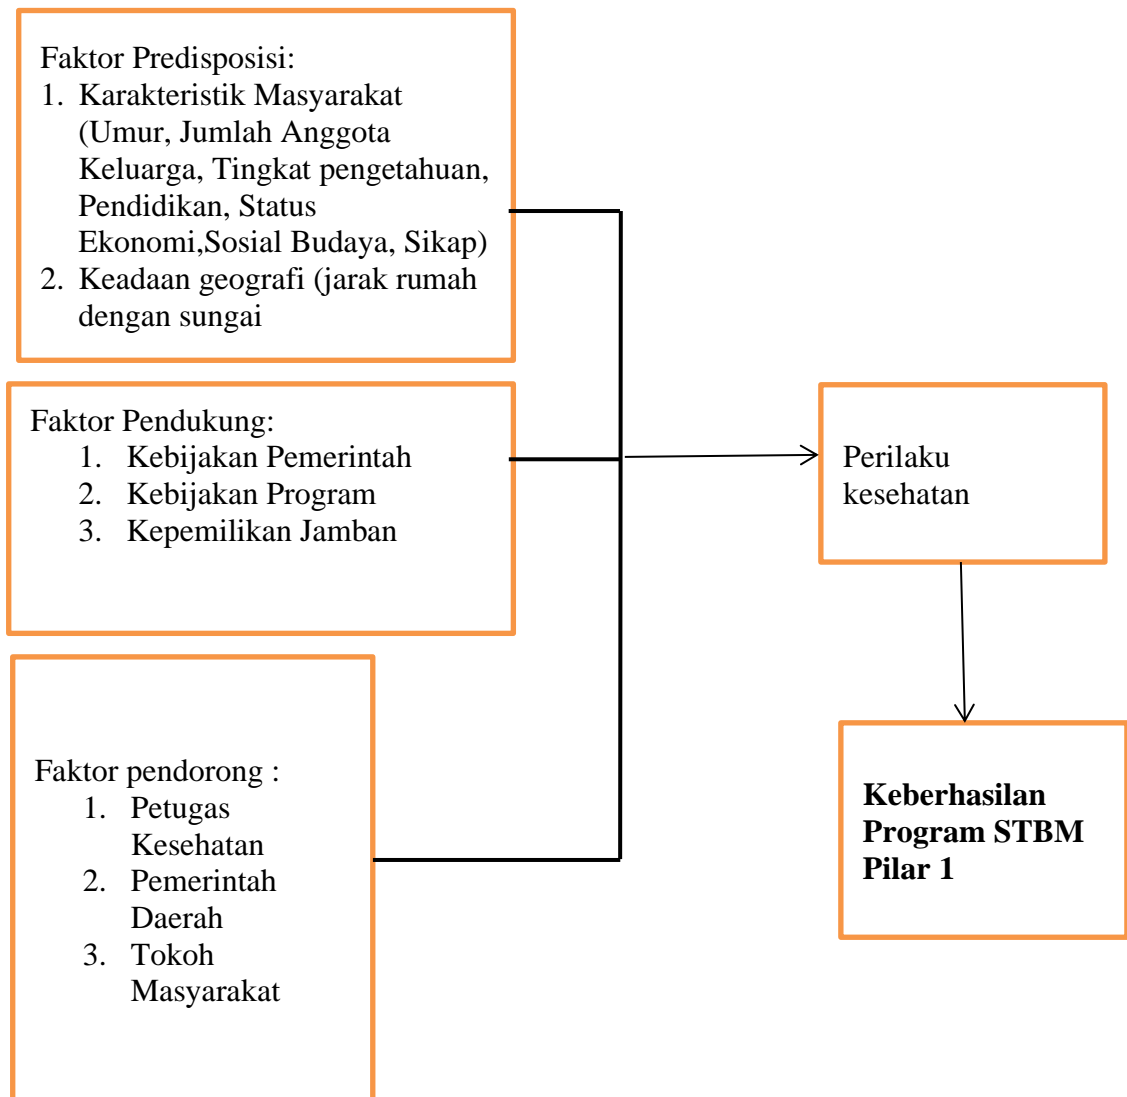 Faktor Predisposisi:
1. Karakteristik Masyarakat
(Umur, Jumlah Anggota
Keluarga, Tingkat pengetahuan,
Pendidikan, Status
Ekonomi,Sosial Budaya, Sikap)
2. Keadaan geografi (jarak rumah
dengan sungai
Faktor Pendukung:
1. Kebijakan Pemerintah
2. Kebijakan Program
3. Kepemilikan Jamban
Perilaku
kesehatan
Faktor pendorong :
1. Petugas
Kesehatan
2. Pemerintah
Daerah
3. Tokoh
Masyarakat
Keberhasilan
Program STBM
Pilar 1